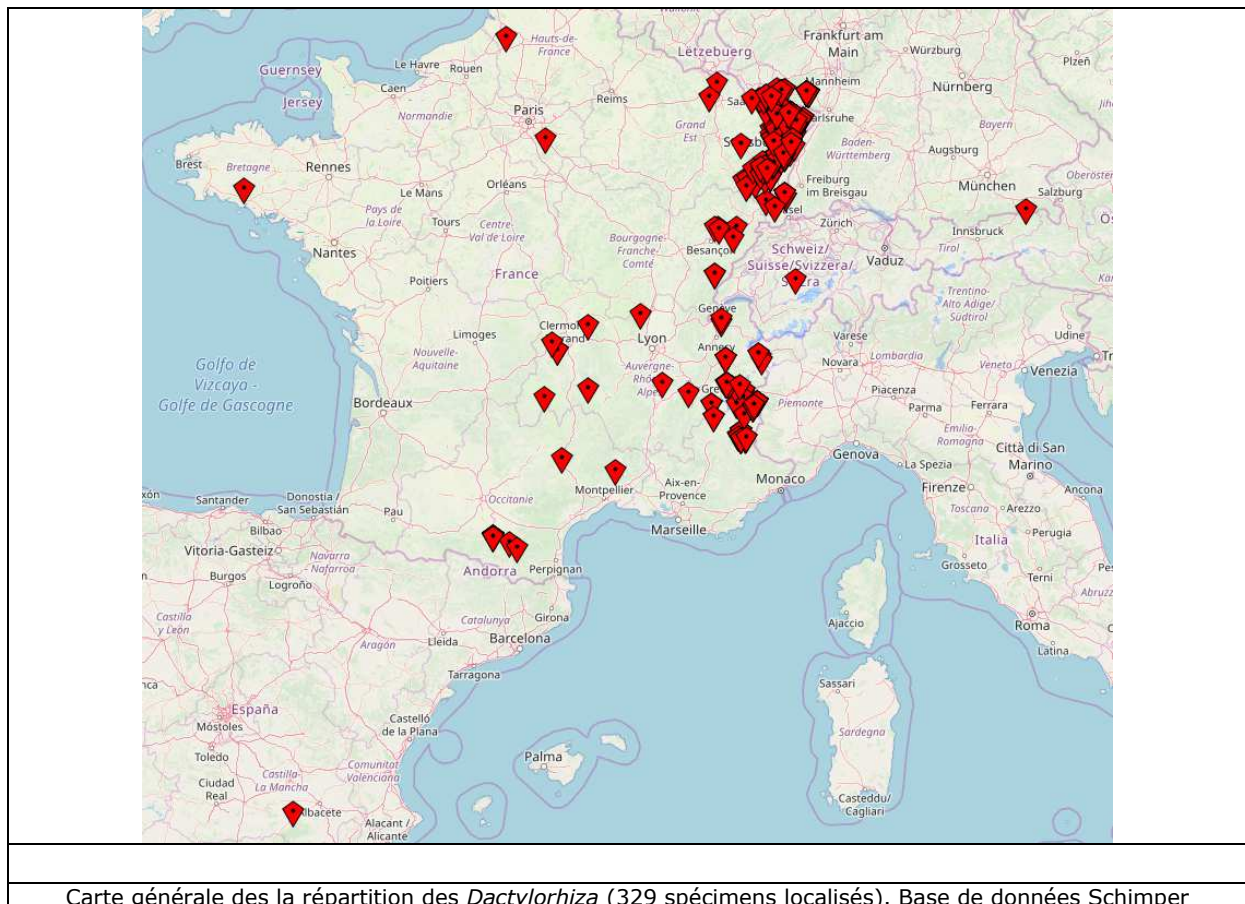 Frankfurt am
Main
Würzburg
Plzeň
Lëtzebuerg
Hauts-de-
France
Le Havre
Rouen
Guernsey
Caen
Reims
Mannheim
Nürnberg
Jersey
Normandie
Paris
Grand
Est
Bayern
Baden-
Württemberg
Augsburg
Brest
Bretagne
Rennes
Le Mans
Orléans
Freiburg
im Breisgau
München
Salzburg
Pays de
la Loire
Tours
Centre-
Val de Loire
Zürich
Innsbruck
Nantes
Bourgogne
Franche-
Comté
Besançon
Schweiz/
Suisse/Svizzera/
Vaduz
Tirol
France
Poitiers
Trentino-
Alto Adige/
Südtirol
Genève
Limoges
Lyon
Annecy
Varese
Udine
Nouvelle-
Aquitaine
Novara
Lombardia
Veneto
Venezia
Golfo de
Vizcaya -
Golfe de Gascogne
Auvergne-
Bordeaux
Piemonte
Piacenza
Parma
Ferrara
Emilia-
Romagna
Città di San
Marino
Genova
La Spezia
Montpellier
Aix-en-
Provence
Monaco
Firenze
Ancona
Santander
Donostia /
San Sebastián
Pau
Occitanie
Marseille
Toscana
Arezzo
Bilbao
Perugia
Vitoria-Gasteiz
Navarra
Nafarroa
Andorra
Perpignan
Italia
Burgos
Logroño
Grosseto
Terni
Castilla
y León
Catalunya
Girona
Ajaccio
Roma
Aragón
Lleida
Barcelona
Latina
Tarragona
Sassari
España
Móstoles
Castelló
de la Plana
Sardegna
Toledo
Palma
Ciudad
Real
Castilla-
La Mancha
Comunitat
Valenciana
Casteddu/
Cagliari
Alacant /
Alicante
Carte générale des la répartition des Dactylorhiza (329 spécimens localisés). Base de données Schimper